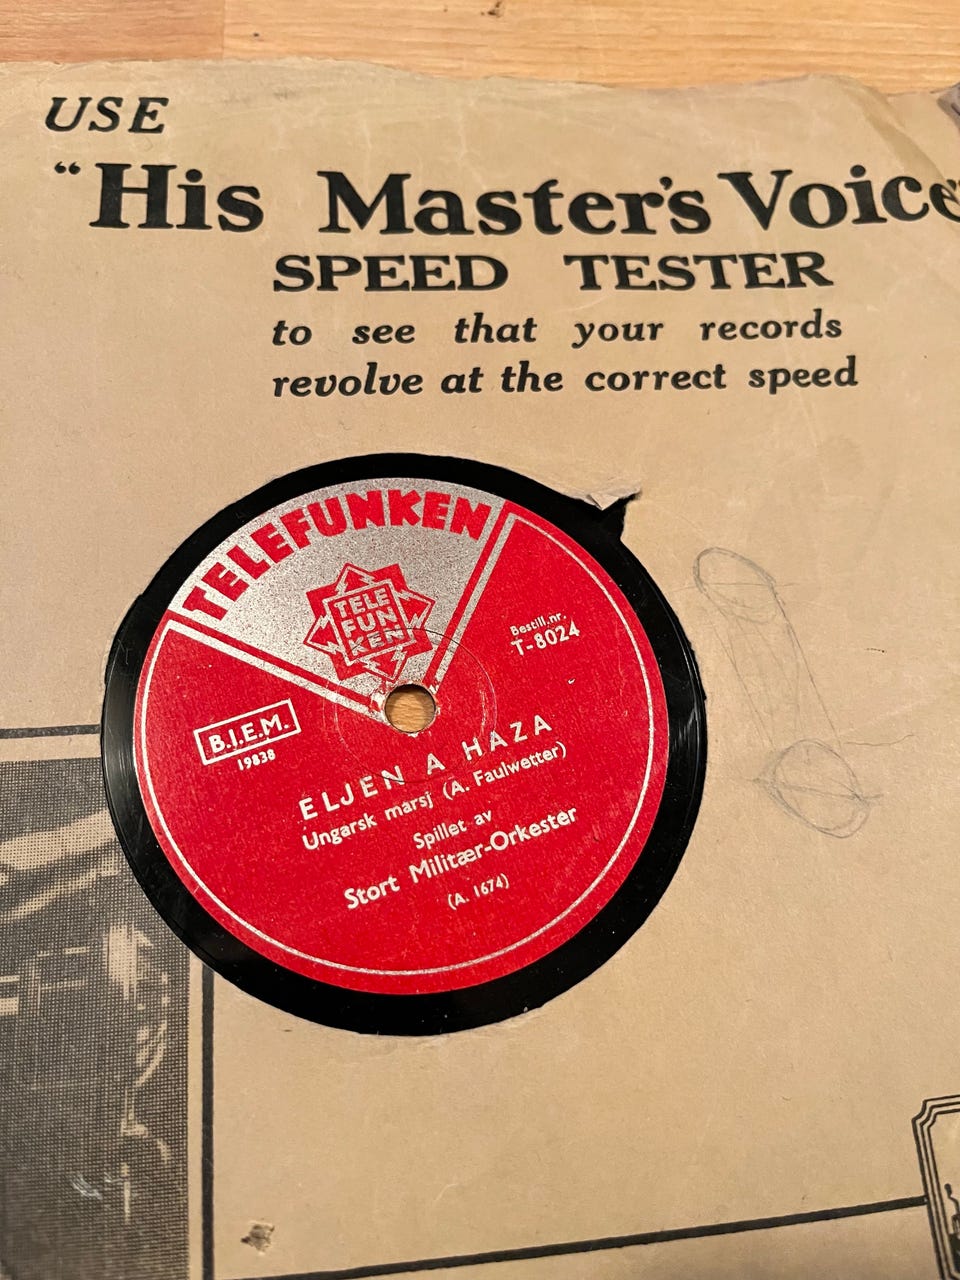 USE
"His Master's Voice"
SPEED TESTER
to see that your records
revolve at the correct speed
TELEFUNKEN
TELE
FUN
KEN
Bestill.nr.
T-8024
B.I.E.M.
19838
ELJEN A HAZA
Ungarsk marsj (A. Faulwetter)
Spillet av
Stort Militær-Orkester
(A. 1674)